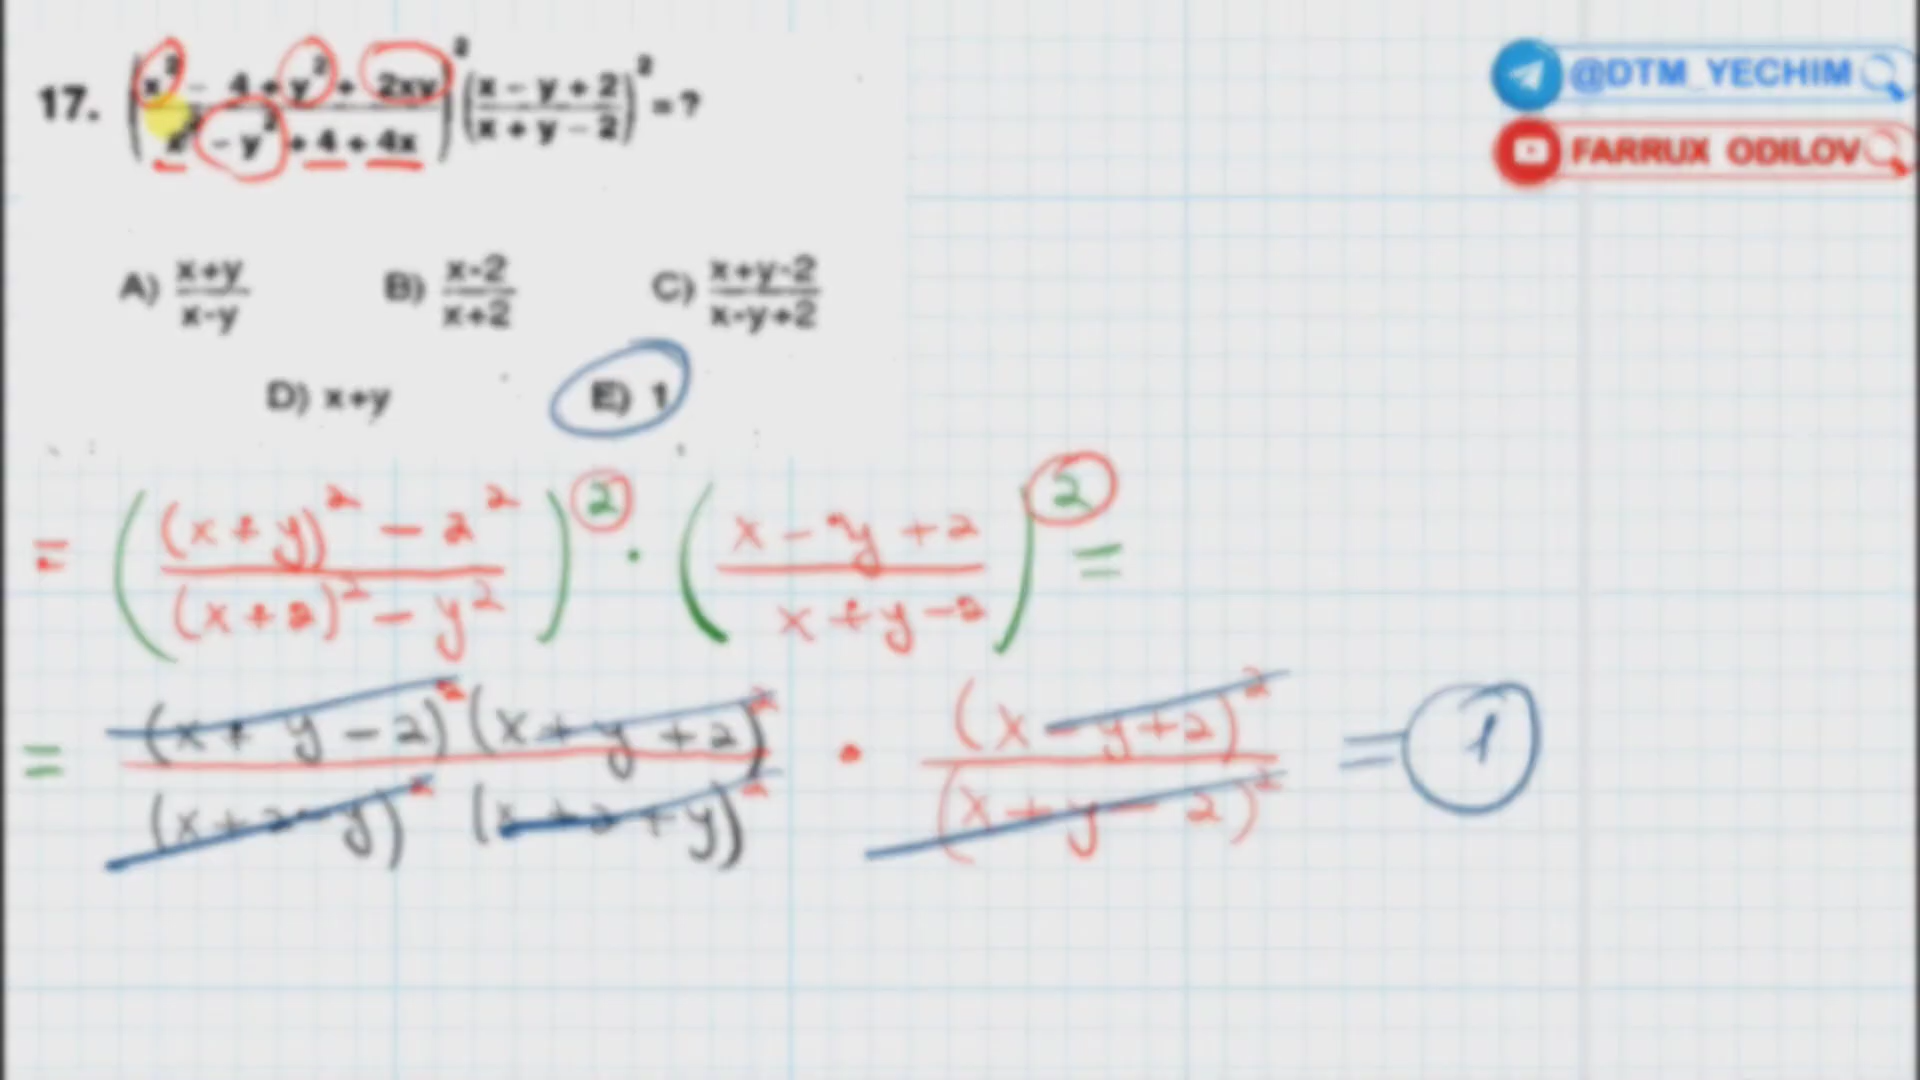 @DTM_YECHIM
FARRUX ODILOV
17. ((x² - 4 + y² + 2xy)/(x² - y² + 4 + 4x))² ((x - y + 2)/(x + y - 2))² = ?
A) (x+y)/(x-y) B) (x-2)/(x+2) C) (x+y-2)/(x-y+2)
D) x+y E) 1
= (((x + y)² - 2²)/((x + 2)² - y²))² · ((x - y + 2)/(x + y - 2))² =
= ((x + y - 2)² (x + y + 2)²)/((x + 2 - y)² (x + 2 + y)²) · (x - y + 2)²/(x + y - 2)² = 1